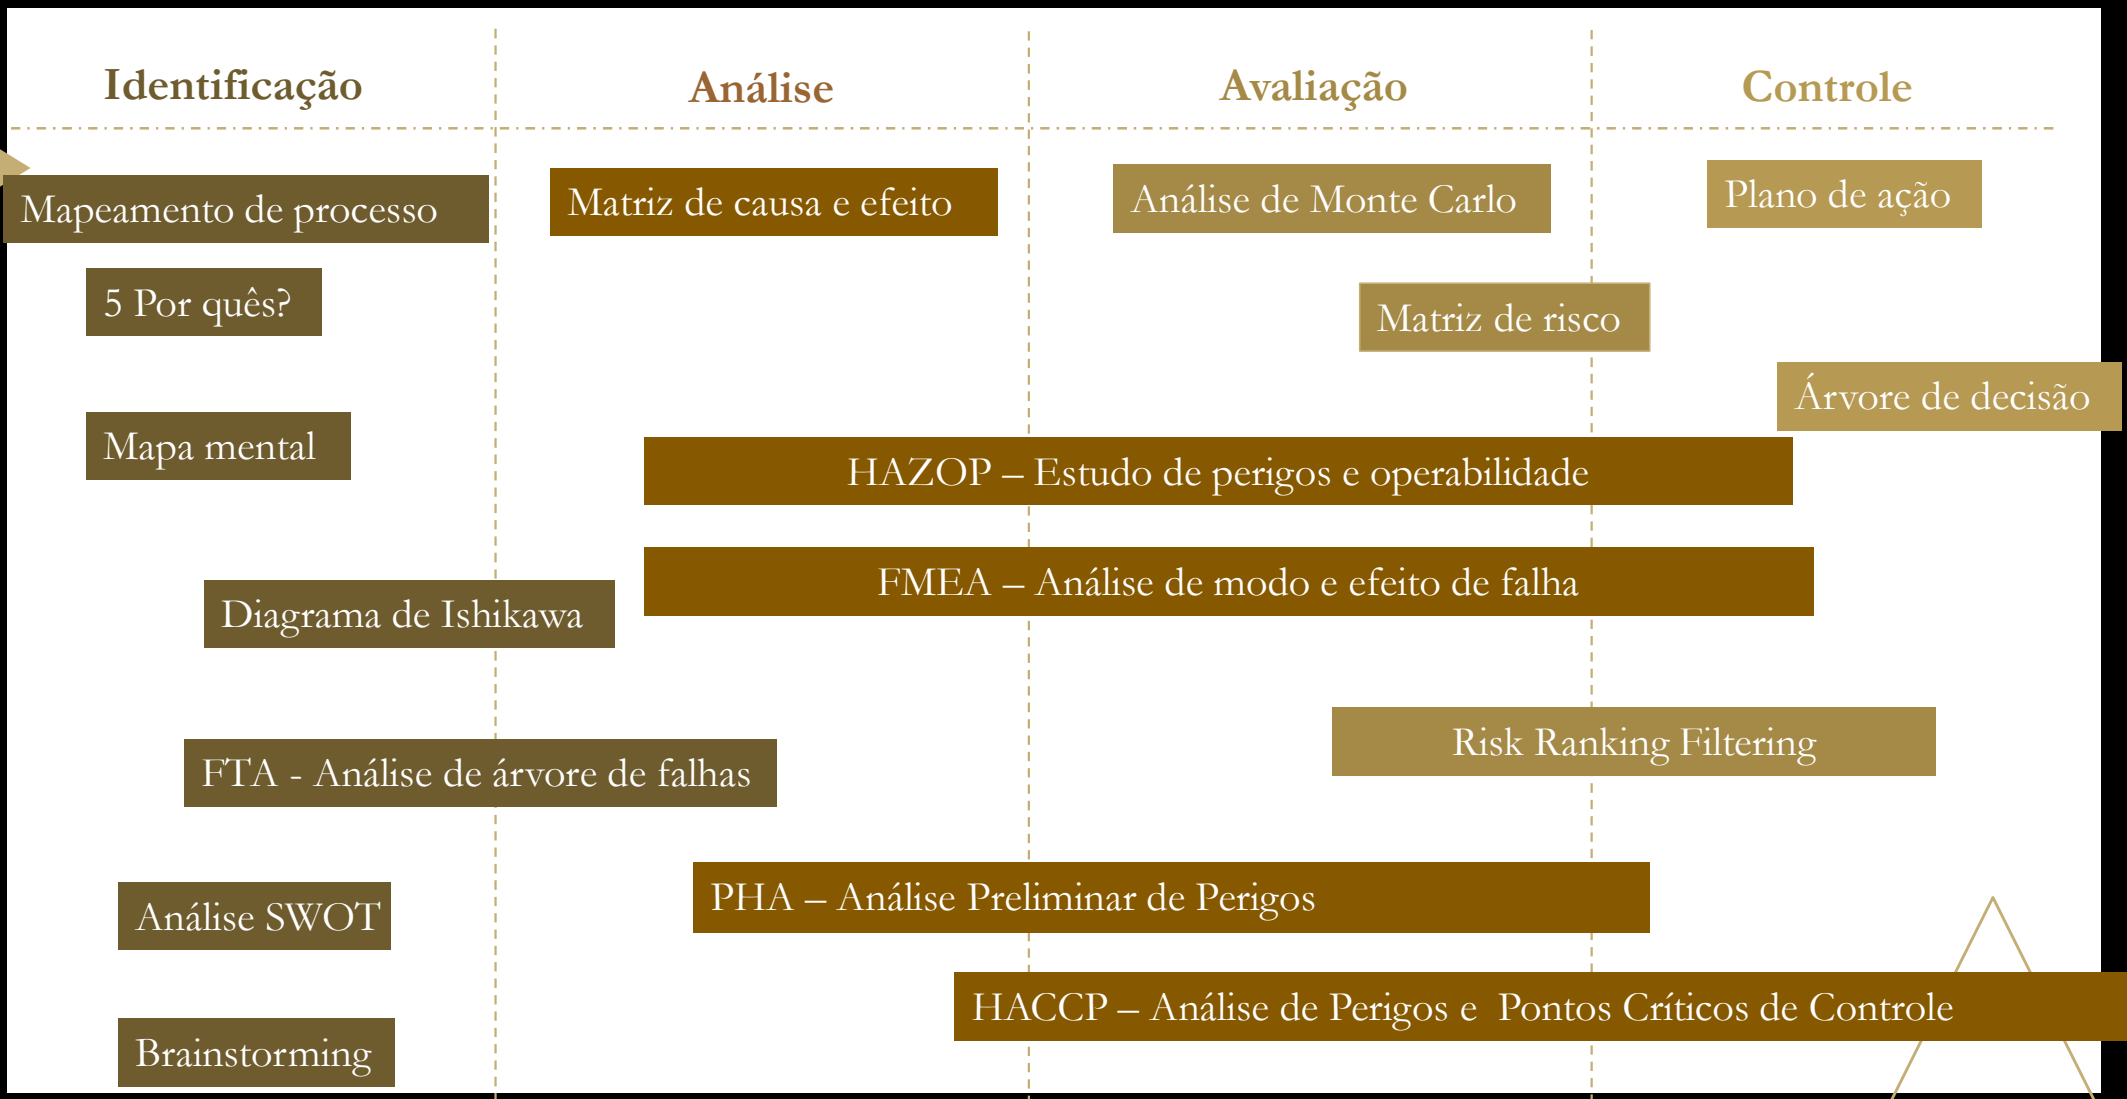 Identificação
Análise
Avaliação
Controle
Mapeamento de processo
Matriz de causa e efeito
Análise de Monte Carlo
Plano de ação
5 Por quês?
Matriz de risco
Árvore de decisão
Mapa mental
HAZOP – Estudo de perigos e operabilidade
FMEA – Análise de modo e efeito de falha
Diagrama de Ishikawa
Risk Ranking Filtering
FTA - Análise de árvore de falhas
PHA – Análise Preliminar de Perigos
Análise SWOT
HACCP – Análise de Perigos e  Pontos Críticos de Controle
Brainstorming